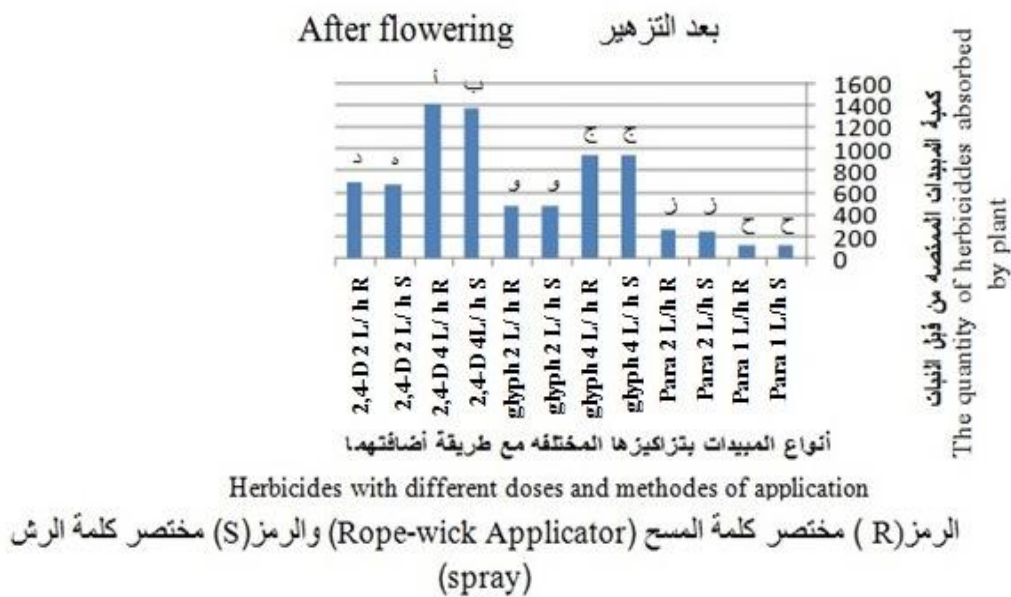 After flowering بعد التزهير
1600
1400
1200
1000
800
600
400
200
0
أ
ب
د
ه
و
و
ج
ج
ز
ز
ح
ح
2,4-D 2 L/ h R
2,4-D 2 L/ h S
2,4-D 4 L/ h R
2,4-D 4L/ h S
glyph 2 L/ h R
glyph 2 L/ h S
glyph 4 L/ h R
glyph 4 L/ h S
Para 2 L/h R
Para 2 L/h S
Para 1 L/h R
Para 1 L/h S
كمية المبيدات الممتصه من قبل النبات
The quantity of herbiciddes absorbed
by plant
أنواع المبيدات بتزاكيزها المختلفه مع طريقة أضافتهما
Herbicides with different doses and methodes of application
الرمز(R ) مختصر كلمة المسح (Rope-wick Applicator) والرمز(S) مختصر كلمة الرش
(spray)